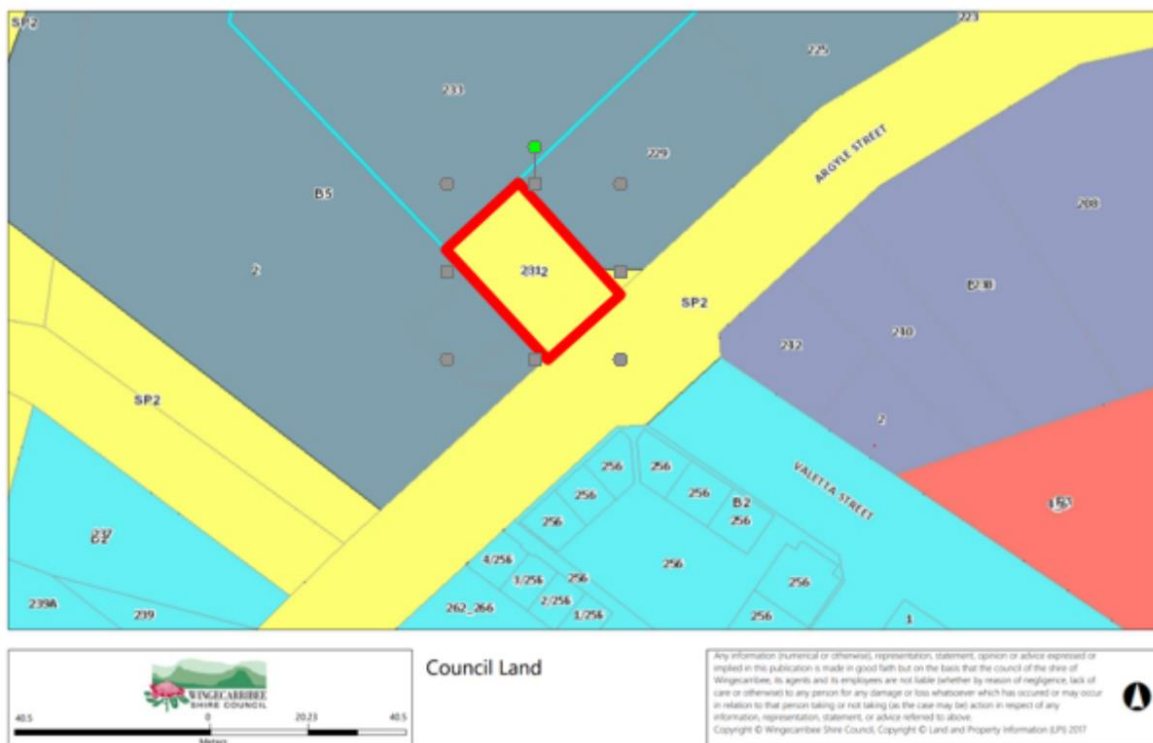 SP2
223
225
233
229
ARGYLE STREET
B5
208
2
SP2
210
212
SP2
2
VALETTA STREET
256
256
256
256
256
B2
256
256
4/256
3/256
256
256
2/256
262_266
1/256
256
1
237
239A
239
WINGECARRIBEE
SHIRE COUNCIL
40.5
0
20.23
40.5
Meters
Council Land
Any information (numerical or otherwise), representation, statement, opinion or advice expressed or
implied in this publication is made in good faith but on the basis that the council of the shire of
Wingecarribee, its agents and its employees are not liable (whether by reason of negligence, lack of
care or otherwise) to any person for any damage or loss whatsoever which has occured or may occur
in relation to that person taking or not taking (as the case may be) action in respect of any
information, representation, statement, or advice referred to above.
Copyright © Wingecarribee Shire Council, Copyright © Land and Property Information (LPI) 2017